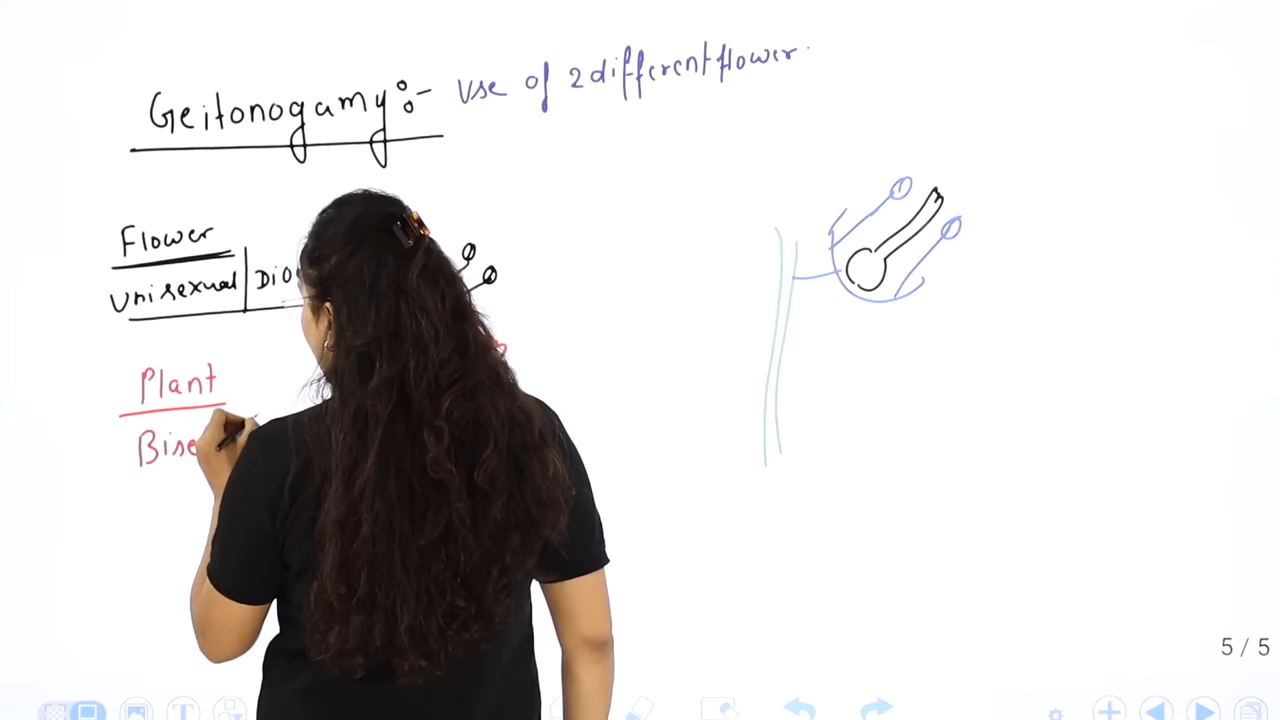 Geitonogamy :- Use of 2 different flower.
Flower
Unisexual | Dio
Plant
Bise
5 / 5